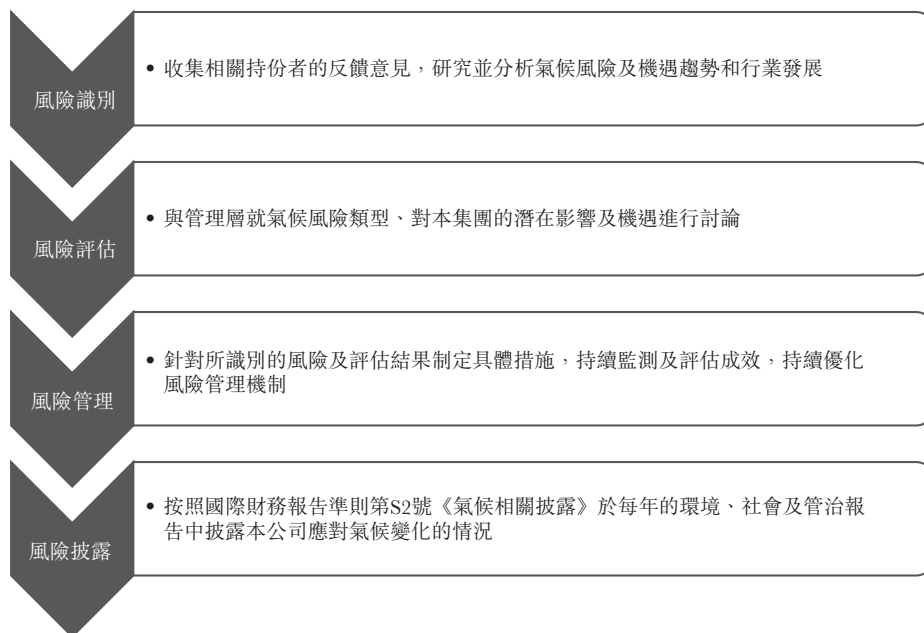 風險識別
• 收集相關持份者的反饋意見，研究並分析氣候風險及機遇趨勢和行業發展
風險評估
• 與管理層就氣候風險類型、對本集團的潛在影響及機遇進行討論
風險管理
• 針對所識別的風險及評估結果制定具體措施，持續監測及評估成效，持續優化
風險管理機制
風險披露
• 按照國際財務報告準則第S2號《氣候相關披露》於每年的環境、社會及管治報
告中披露本公司應對氣候變化的情況